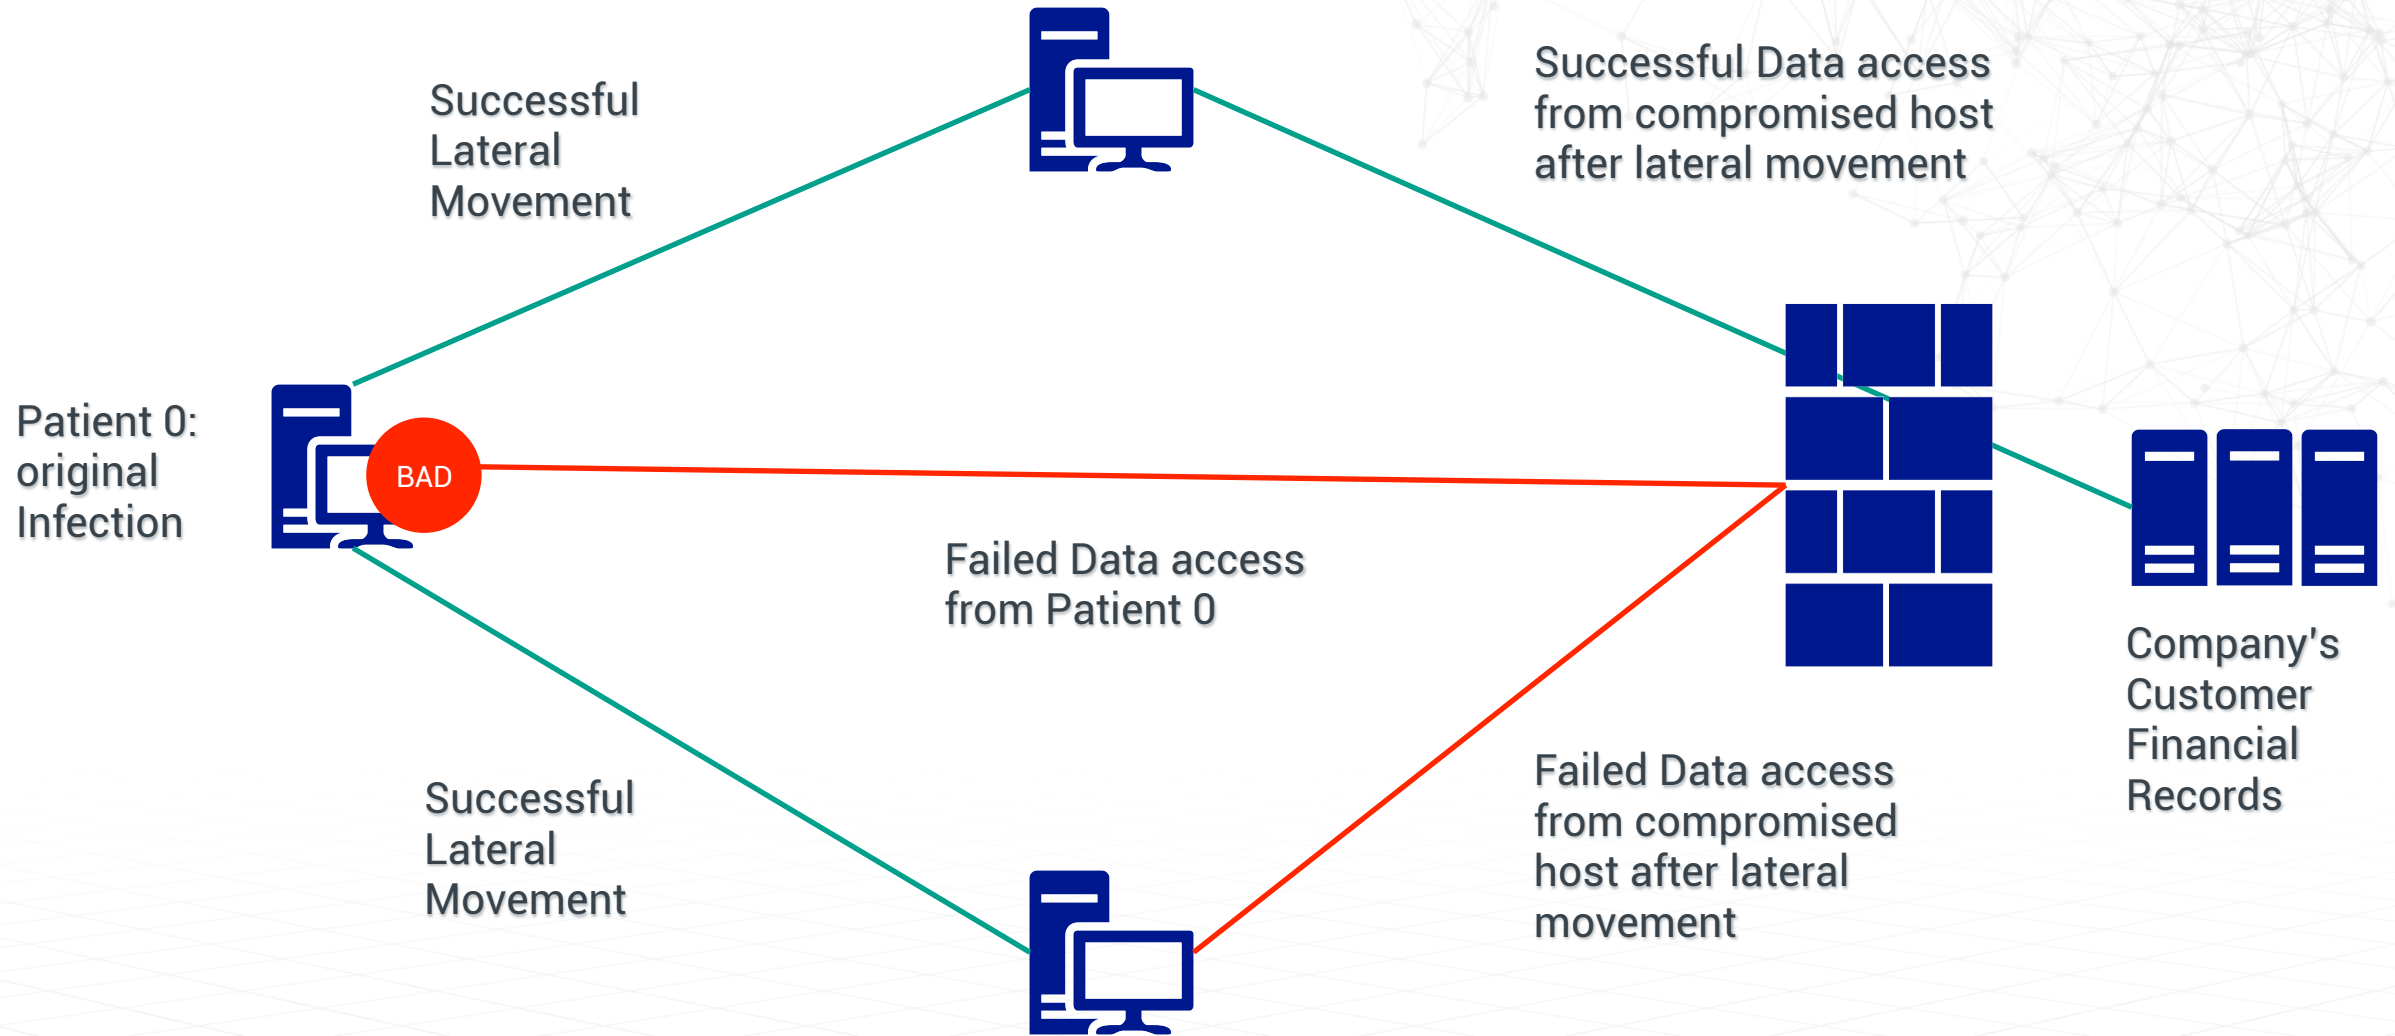 Successful
Lateral
Movement
Successful Data access
from compromised host
after lateral movement
Patient 0:
original
Infection
BAD
Failed Data access
from Patient 0
Company's
Customer
Financial
Records
Successful
Lateral
Movement
Failed Data access
from compromised
host after lateral
movement